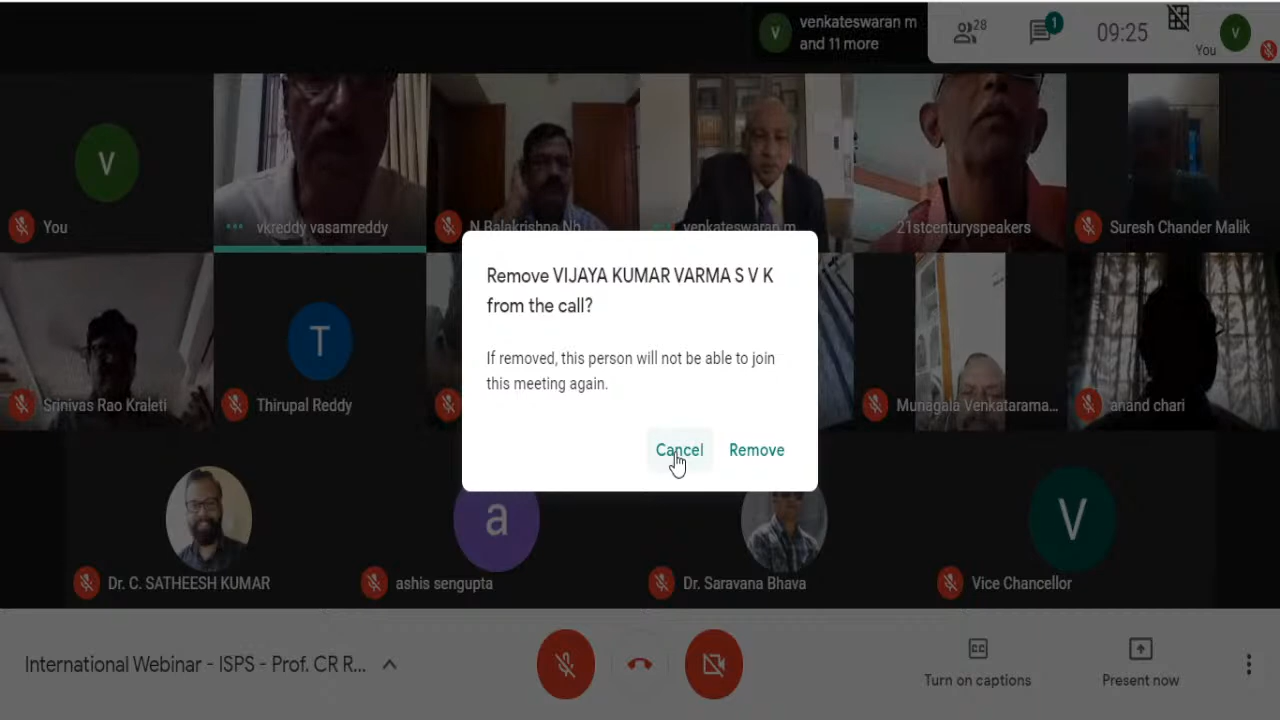 venkateswaran m
and 11 more
28
1
09:25
You
V
V
V
You
vkreddy vasamreddy
N Balakrishna Nb
venkateswaran m
21stcenturyspeakers
Suresh Chander Malik
T
Srinivas Rao Kraleti
Thirupal Reddy
Munagala Venkatarama...
anand chari
Remove VIJAYA KUMAR VARMA S V K
from the call?
If removed, this person will not be able to join
this meeting again.
Cancel
Remove
a
V
Dr. C. SATHEESH KUMAR
ashis sengupta
Dr. Saravana Bhava
Vice Chancellor
International Webinar - ISPS - Prof. CR R...
CC
Turn on captions
Present now